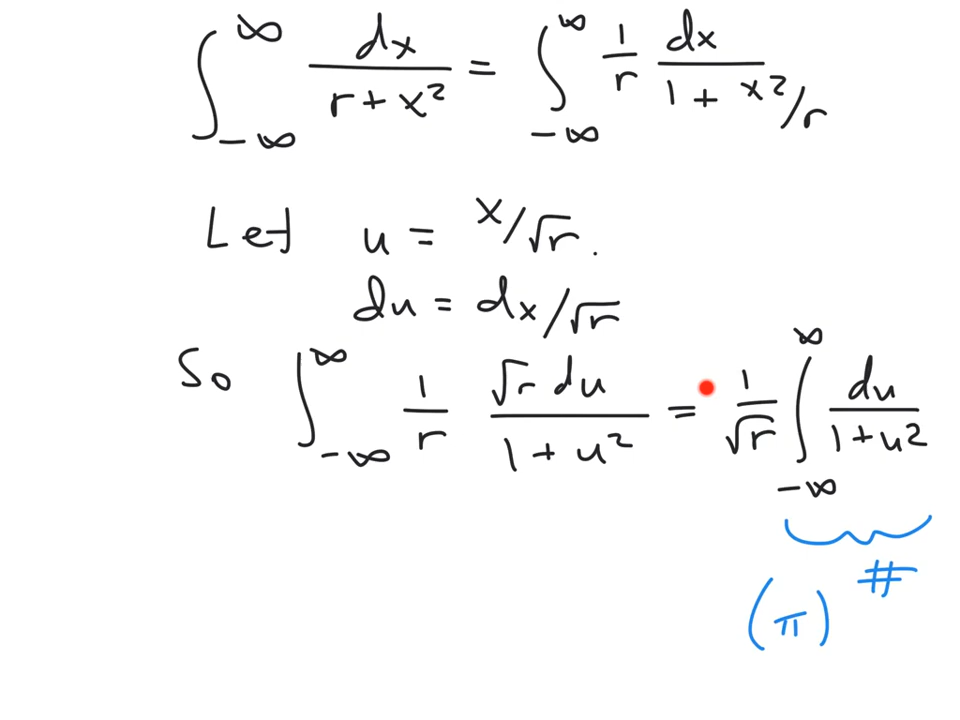 ∫_{-∞}^{∞} dx/(r + x²) = ∫_{-∞}^{∞} 1/r dx/(1 + x²/r)
Let u = x/√r.
du = dx/√r
So ∫_{-∞}^{∞} 1/r √r du/(1 + u²) = 1/√r ∫_{-∞}^{∞} du/(1+u²)
#
(π)